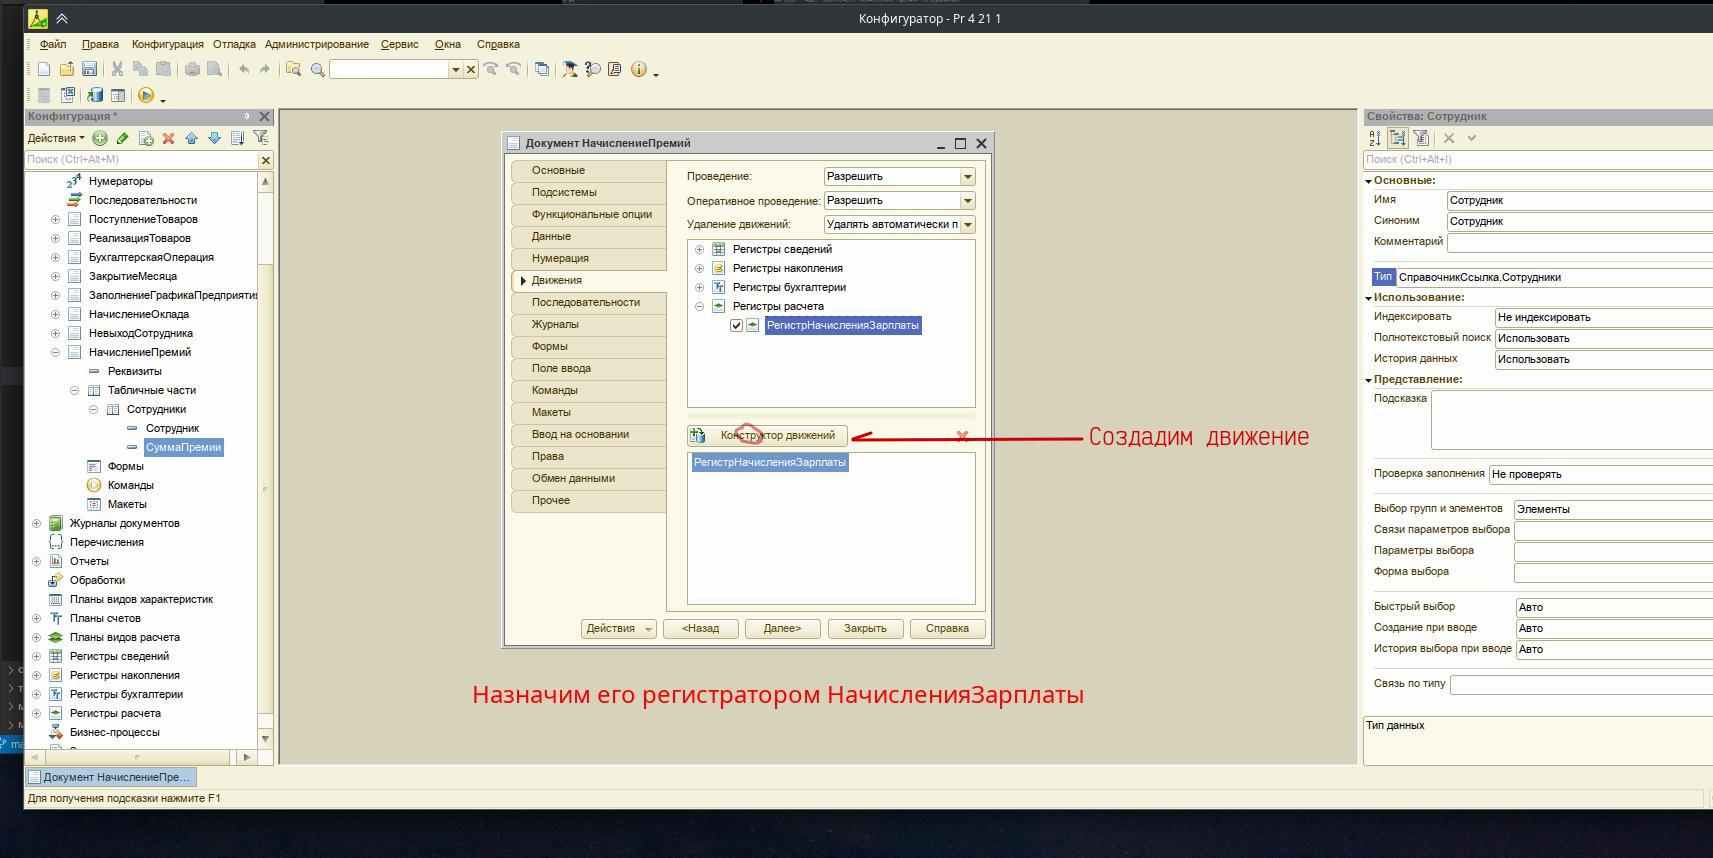 Конфигуратор - Pr 4 21 1
Файл Правка Конфигурация Отладка Администрирование Сервис Окна Справка
Конфигурация *
Действия
Поиск (Ctrl+Alt+M)
Нумераторы
Последовательности
ПоступлениеТоваров
РеализацияТоваров
БухгалтерскаяОперация
ЗакрытиеМесяца
ЗаполнениеГрафикаПредприятия
НачислениеОклада
НевыходСотрудника
НачислениеПремий
Реквизиты
Табличные части
Сотрудники
Сотрудник
СуммаПремии
Формы
Команды
Макеты
Журналы документов
Перечисления
Отчеты
Обработки
Планы видов характеристик
Планы счетов
Планы видов расчета
Регистры сведений
Регистры накопления
Регистры бухгалтерии
Регистры расчета
Бизнес-процессы
Документ НачислениеПре...
Для получения подсказки нажмите F1
Документ НачислениеПремий
Основные
Подсистемы
Функциональные опции
Данные
Нумерация
Движения
Последовательности
Журналы
Формы
Поле ввода
Команды
Макеты
Ввод на основании
Права
Обмен данными
Прочее
Проведение: Разрешить
Оперативное проведение: Разрешить
Удаление движений: Удалять автоматически п
Регистры сведений
Регистры накопления
Регистры бухгалтерии
Регистры расчета
РегистрНачисленияЗарплаты
Конструктор движений
РегистрНачисленияЗарплаты
Действия <Назад Далее> Закрыть Справка
Создадим движение
Назначим его регистратором НачисленияЗарплаты
Свойства: Сотрудник
Поиск (Ctrl+Alt+I)
Основные:
Имя Сотрудник
Синоним Сотрудник
Комментарий
Тип СправочникСсылка.Сотрудники
Использование:
Индексировать Не индексировать
Полнотекстовый поиск Использовать
История данных Использовать
Представление:
Подсказка
Проверка заполнения Не проверять
Выбор групп и элементов Элементы
Связи параметров выбора
Параметры выбора
Форма выбора
Быстрый выбор Авто
Создание при вводе Авто
История выбора при вводе Авто
Связь по типу
Тип данных